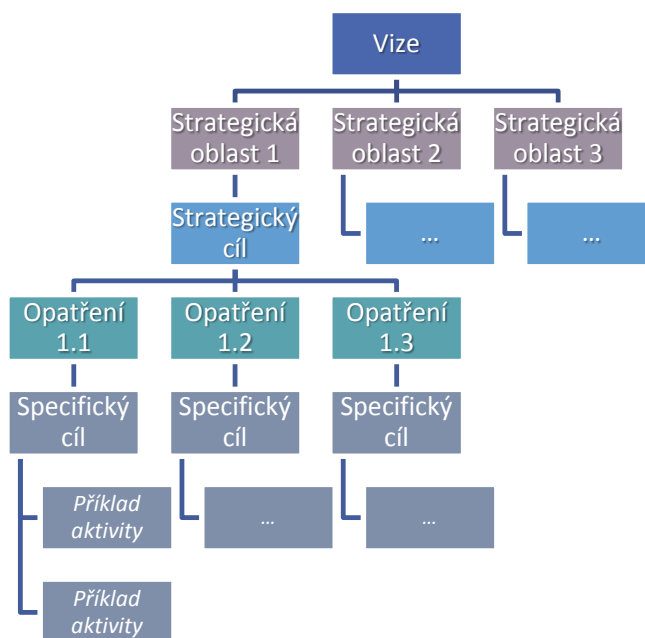 Vize
Strategická
oblast 1
Strategická
oblast 2
Strategická
oblast 3
Strategický
cíl
...
...
Opatření
1.1
Opatření
1.2
Opatření
1.3
Specifický
cíl
Specifický
cíl
Specifický
cíl
Příklad
aktivity
...
...
Příklad
aktivity